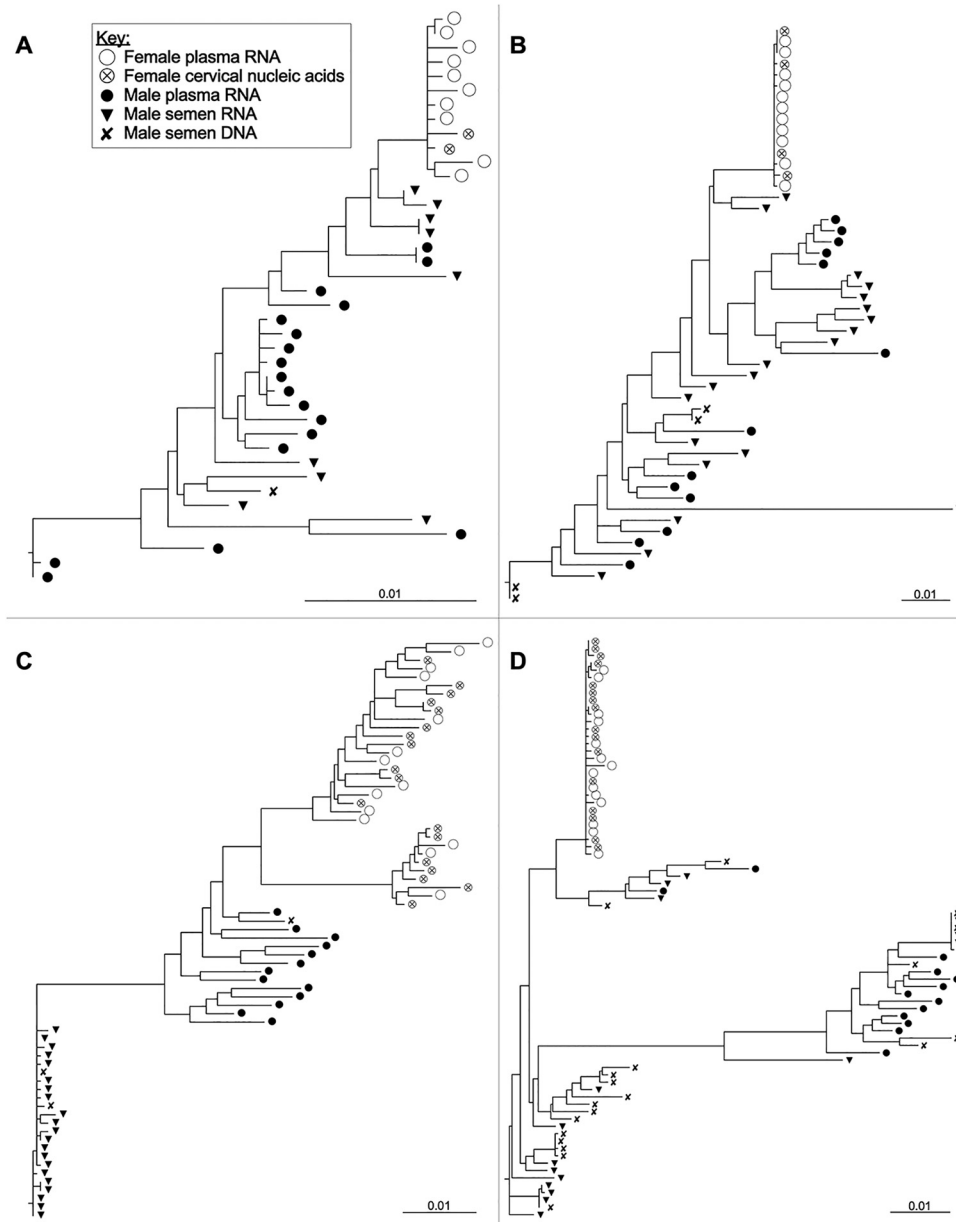 A
Key:
Female plasma RNA
Female cervical nucleic acids
Male plasma RNA
Male semen RNA
Male semen DNA
0.01
B
0.01
C
0.01
D
0.01